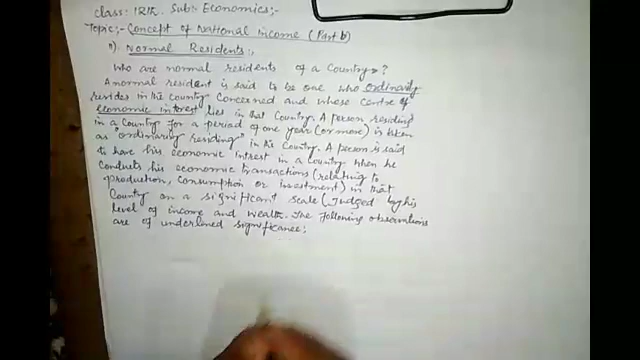 Class: IRIK. Sub:- Economics:
Topic;- Concept of National Income (Part b)
Normal Residents:,
Who are normal residents of a Country?
A normal resident is said to be one who ordinarily
resides in the country concerned and whose centre of
economic interest lies in that Country. A person residing
in a country for a period of one year (or more) is taken
as "ordinarily residing" in the Country. A person is said
to have his economic interest in a country when he
conducts his economic transactions (relating to
production, consumption or investment) in that
Country on a significant scale (Judged by his
level of income and wealth. The following observations
are of underlined significance;